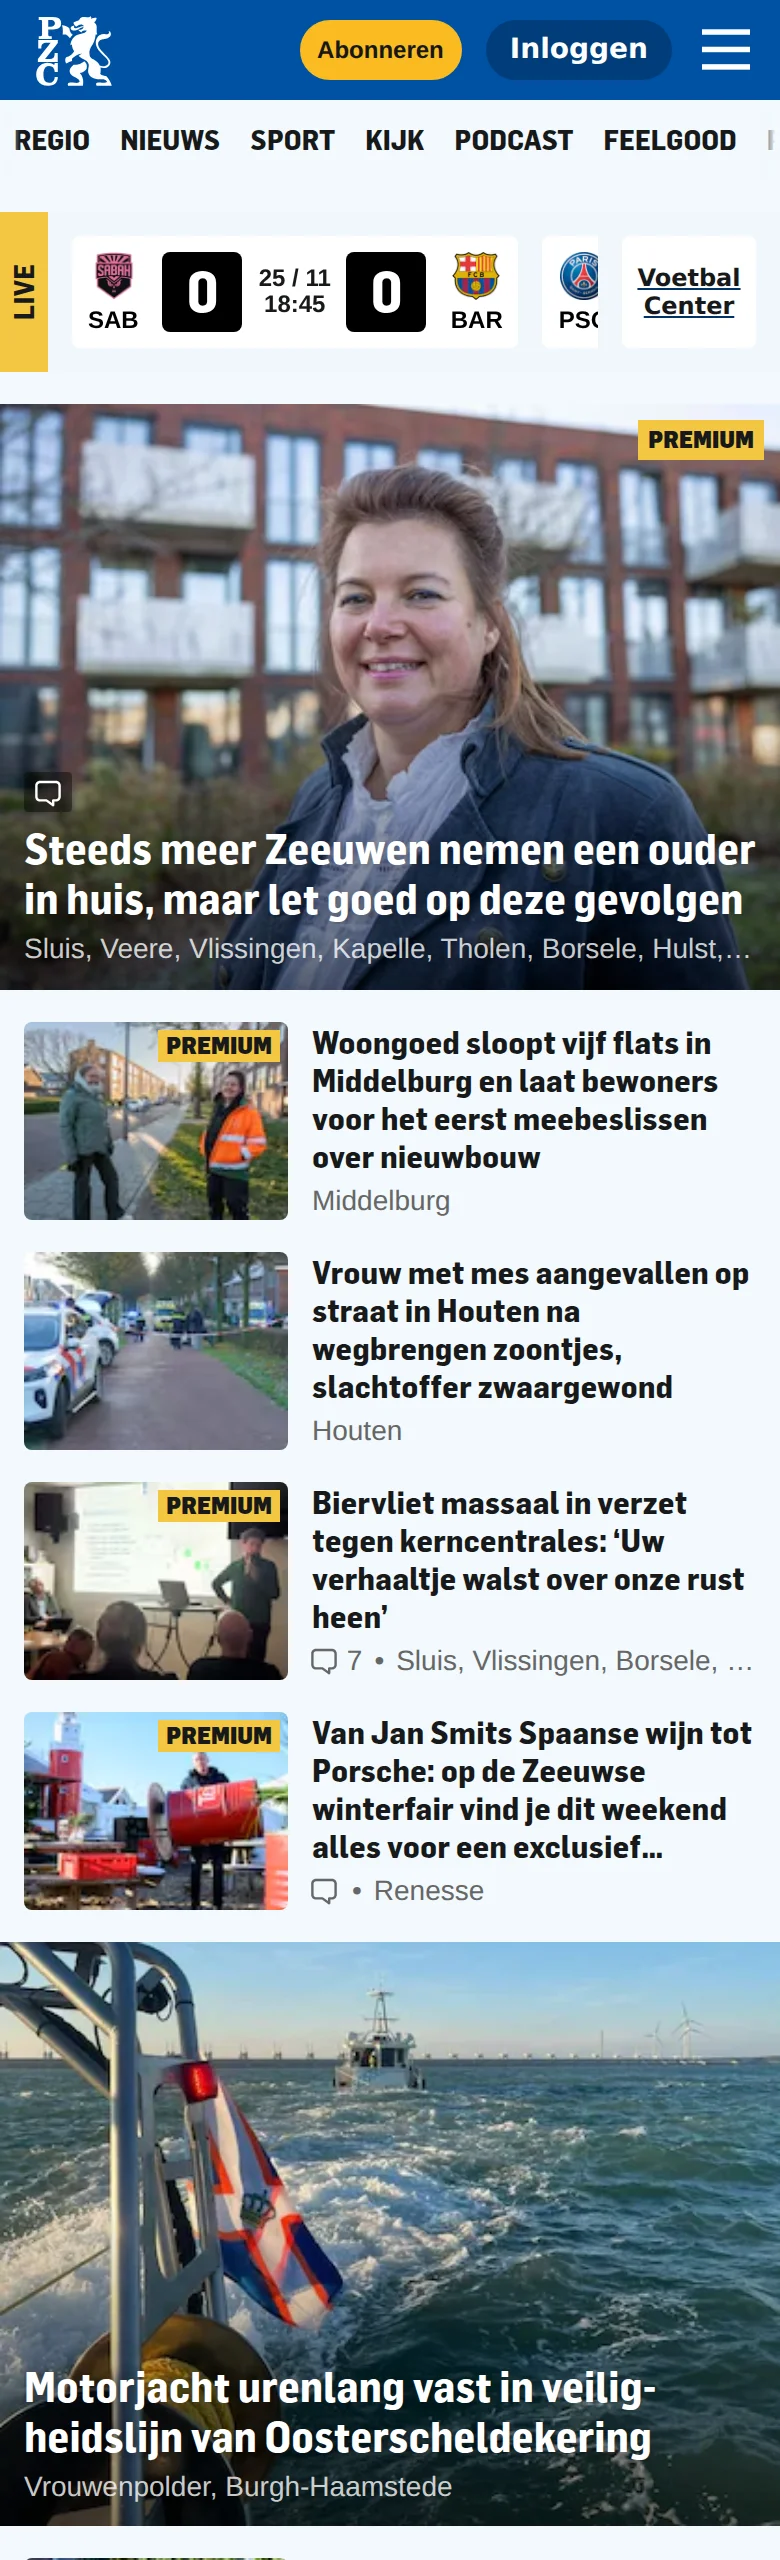 PZC
Abonneren
Inloggen
REGIO NIEUWS SPORT KIJK PODCAST FEELGOOD
LIVE
SABAH
SAB
0
25 / 11
18:45
0
FCB
BAR
PARIS
PSG
Voetbal
Center
PREMIUM
Steeds meer Zeeuwen nemen een ouder
in huis, maar let goed op deze gevolgen
Sluis, Veere, Vlissingen, Kapelle, Tholen, Borsele, Hulst,…
PREMIUM
Woongoed sloopt vijf flats in
Middelburg en laat bewoners
voor het eerst meebeslissen
over nieuwbouw
Middelburg
Vrouw met mes aangevallen op
straat in Houten na
wegbrengen zoontjes,
slachtoffer zwaargewond
Houten
PREMIUM
Biervliet massaal in verzet
tegen kerncentrales: ‘Uw
verhaaltje walst over onze rust
heen’
7 • Sluis, Vlissingen, Borsele, …
PREMIUM
Van Jan Smits Spaanse wijn tot
Porsche: op de Zeeuwse
winterfair vind je dit weekend
alles voor een exclusief...
• Renesse
Motorjacht urenlang vast in veilig-
heidslijn van Oosterscheldekering
Vrouwenpolder, Burgh-Haamstede